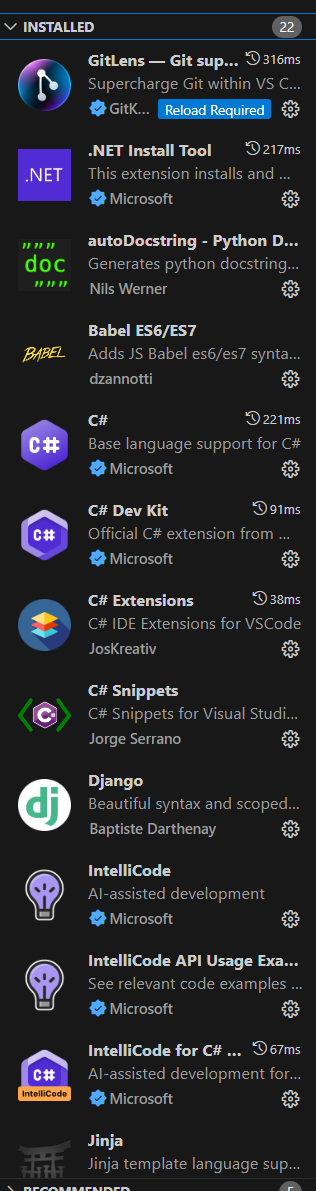 INSTALLED 22
GitLens — Git sup... 316ms
Supercharge Git within VS C...
GitK... Reload Required
.NET .NET Install Tool 217ms
This extension installs and ...
Microsoft
autoDocstring - Python D...
""" doc """ Generates python docstring...
Nils Werner
Babel ES6/ES7
BABEL Adds JS Babel es6/es7 synta...
dzannotti
C# 221ms
C# Base language support for C#
Microsoft
C# Dev Kit 91ms
C# Official C# extension from ...
Microsoft
C# Extensions 38ms
C# IDE Extensions for VSCode
JosKreativ
C# Snippets
C# C# Snippets for Visual Studi...
Jorge Serrano
Django
dj Beautiful syntax and scoped...
Baptiste Darthenay
IntelliCode
AI-assisted development
Microsoft
IntelliCode API Usage Exa...
See relevant code examples ...
Microsoft
IntelliCode for C# ... 67ms
C# AI-assisted development for...
IntelliCode Microsoft
Jinja
Jinja template language sup...
RECOMMENDED 5